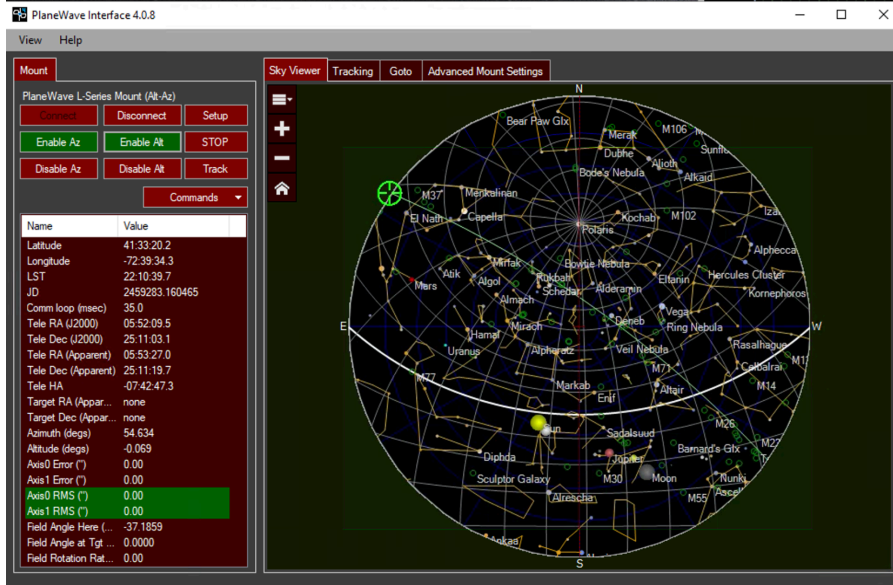 PlaneWave Interface 4.0.8
View Help
Mount
PlaneWave L-Series Mount (Alt-Az)
Connect Disconnect Setup
Enable Az Enable Alt STOP
Disable Az Disable Alt Track
Commands
Name Value
Latitude 41:33:20.2
Longitude -72:39:34.3
LST 22:10:39.7
JD 2459283.160465
Comm loop (msec) 35.0
Tele RA (J2000) 05:52:09.5
Tele Dec (J2000) 25:11:03.1
Tele RA (Apparent) 05:53:27.0
Tele Dec (Apparent) 25:11:19.7
Tele HA -07:42:47.3
Target RA (Appar... none
Target Dec (Appar... none
Azimuth (degs) 54.634
Altitude (degs) -0.069
Axis0 Error (") 0.00
Axis1 Error (") 0.00
Axis0 RMS (") 0.00
Axis1 RMS (") 0.00
Field Angle Here (... -37.1859
Field Angle at Tgt ... 0.0000
Field Rotation Rat... 0.00
Sky Viewer Tracking Goto Advanced Mount Settings
N
Bear Paw Glx
Merak M106
Dubhe
Alioth
Bode's Nebula Alkaid
M37 Menkalinan
El Nath Capella Kochab M102
Polaris
Alphecca
Mirfak Bowtie Nebula
Atik Algol Rukbah Eltanin Hercules Cluster
Mars Schedar Alderamin Kornephoros
Almach
Vega
E Hamal Mirach Deneb Ring Nebula W
Uranus Alpheratz Veil Nebula Rasalhague
M77 M71 Cebalrai
Markab Altair M14
Enif
Sun Sadalsuud M26
Diphda Jupiter Barnard's Glx M22
Sculptor Galaxy M30 Moon Nunki
Alrescha M55
Ankaa
S